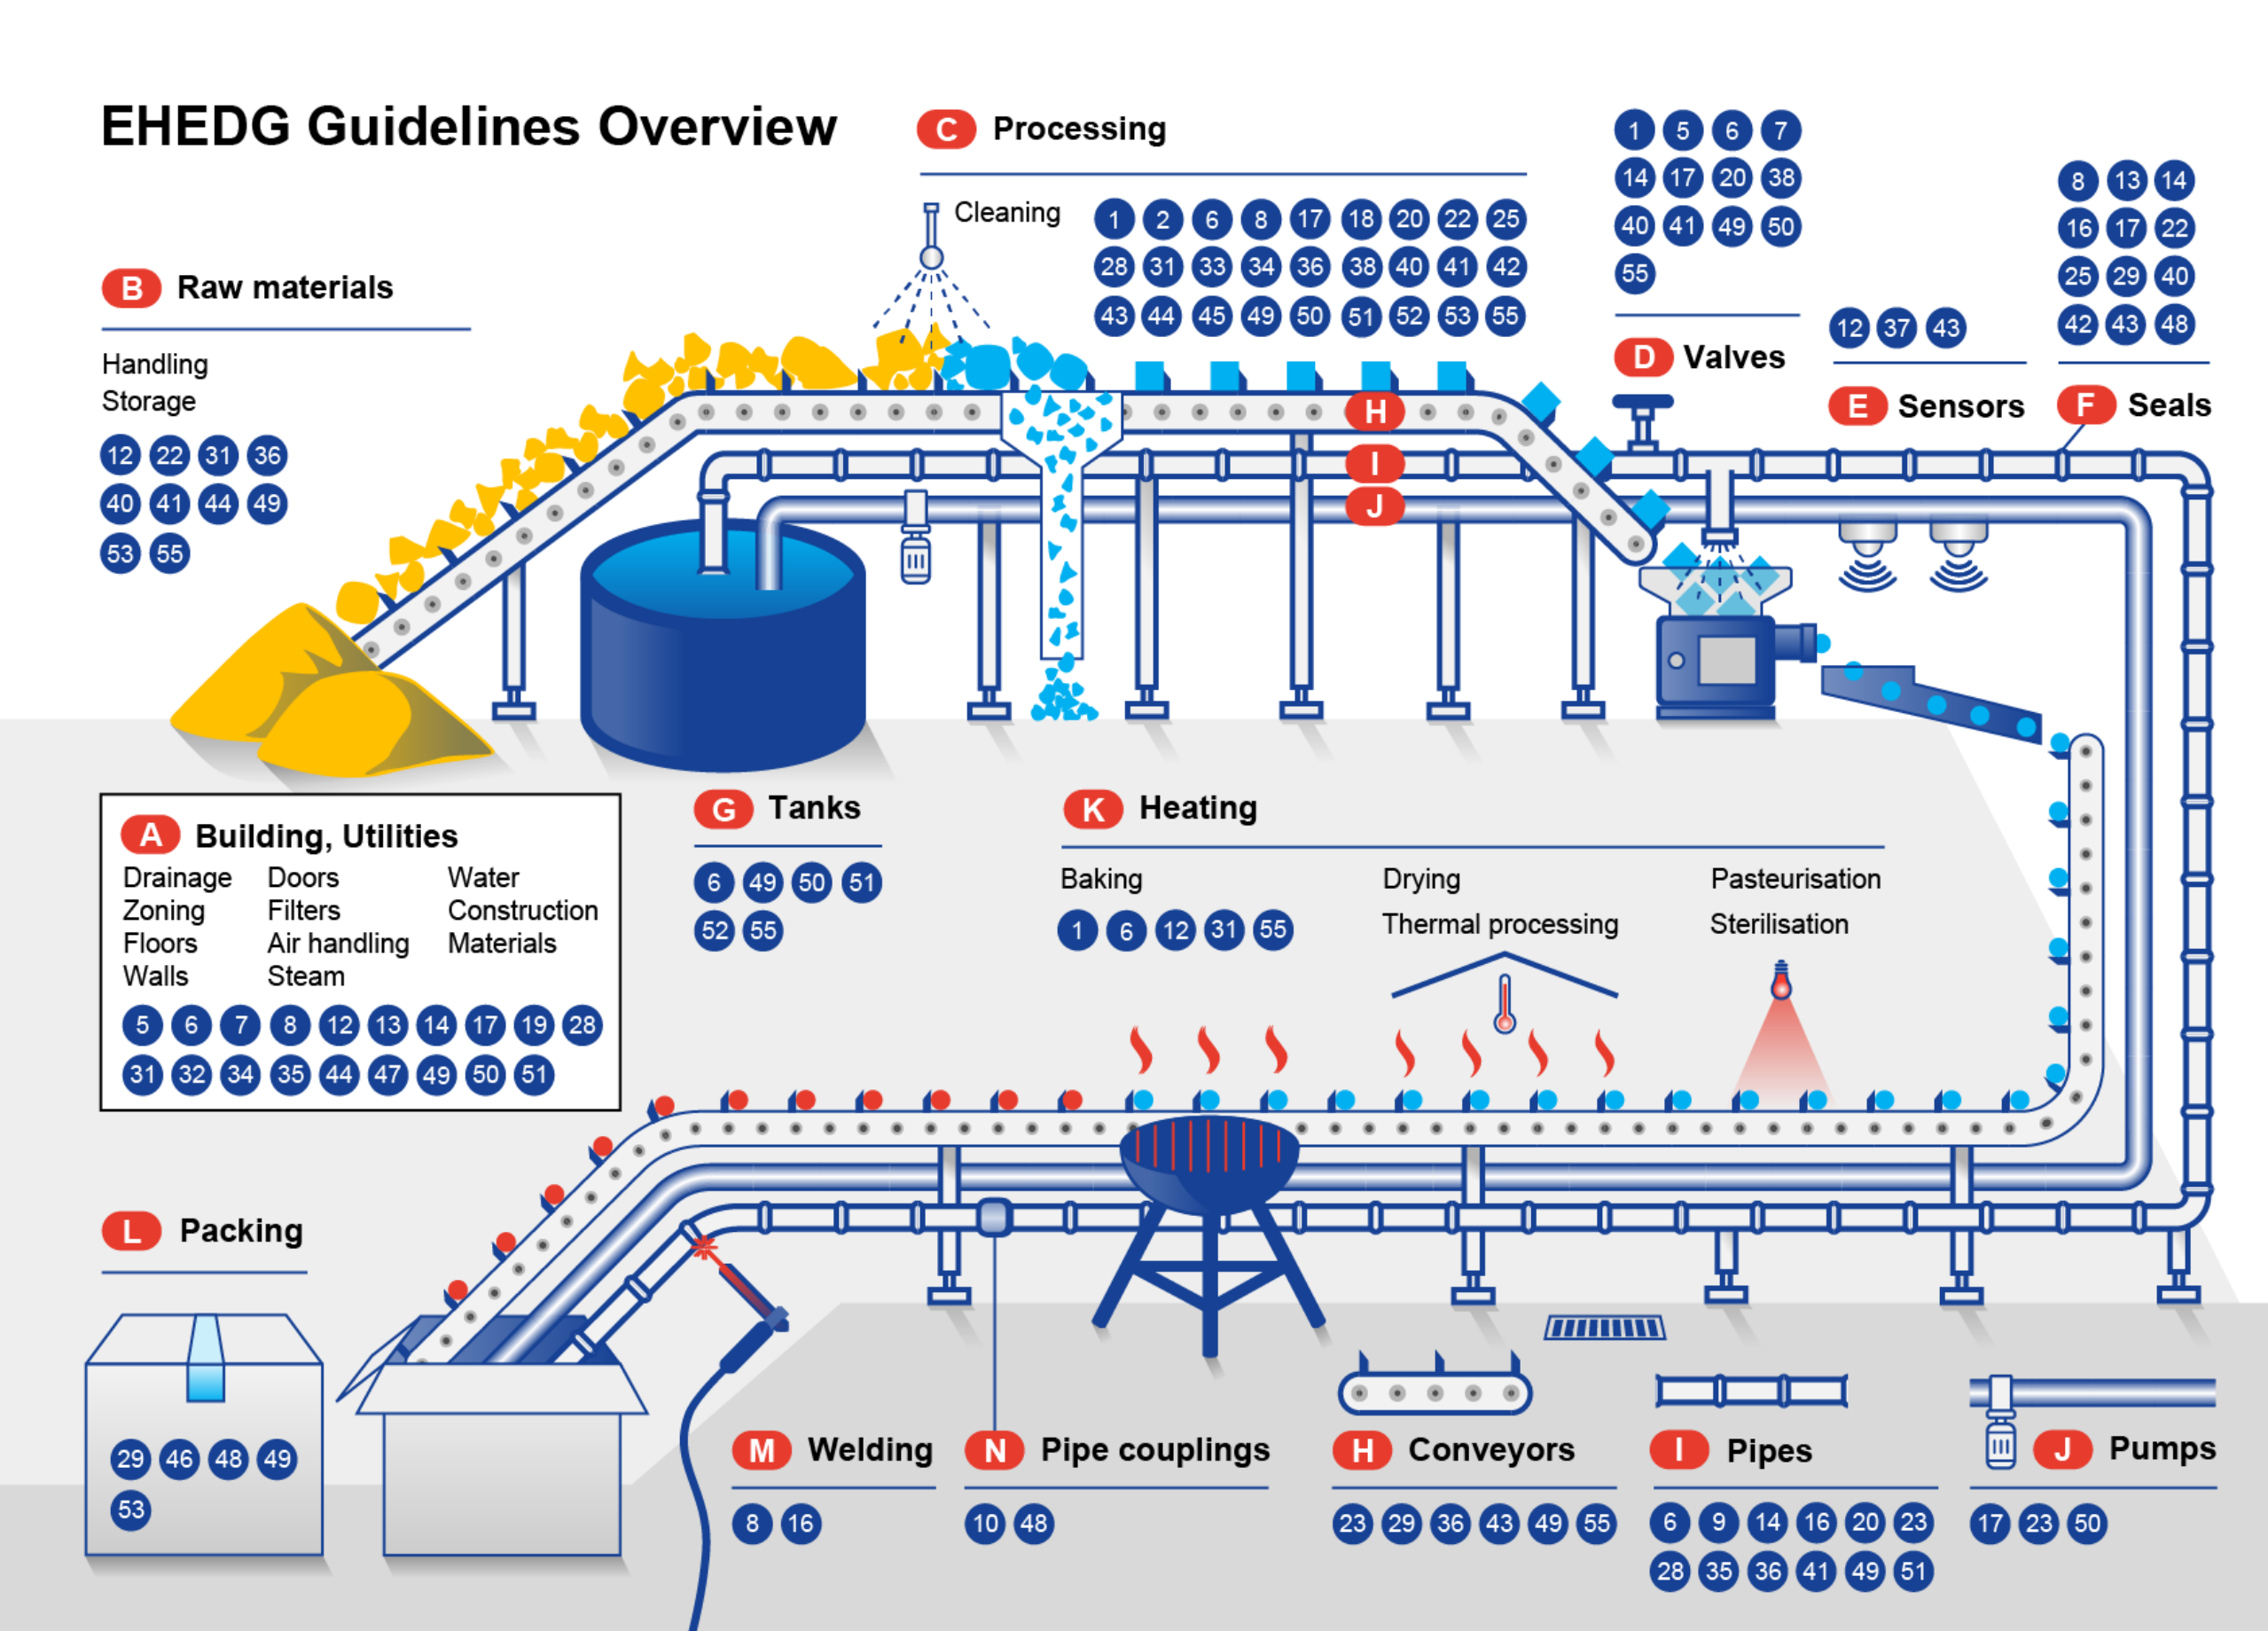 EHEDG Guidelines Overview
C Processing
Cleaning
1 2 6 8 17 18 20 22 25
28 31 33 34 36 38 40 41 42
43 44 45 49 50 51 52 53 55
1 5 6 7
14 17 20 38
40 41 49 50
55
D Valves
12 37 43
E Sensors
8 13 14
16 17 22
25 29 40
42 43 48
F Seals
B Raw materials
Handling
Storage
12 22 31 36
40 41 44 49
53 55
H
I
J
A Building, Utilities
Drainage Doors Water
Zoning Filters Construction
Floors Air handling Materials
Walls Steam
5 6 7 8 12 13 14 17 19 28
31 32 34 35 44 47 49 50 51
G Tanks
6 49 50 51
52 55
K Heating
Baking
1 6 12 31 55
Drying
Thermal processing
Pasteurisation
Sterilisation
L Packing
29 46 48 49
53
M Welding
8 16
N Pipe couplings
10 48
H Conveyors
23 29 36 43 49 55
I Pipes
6 9 14 16 20 23
28 35 36 41 49 51
J Pumps
17 23 50